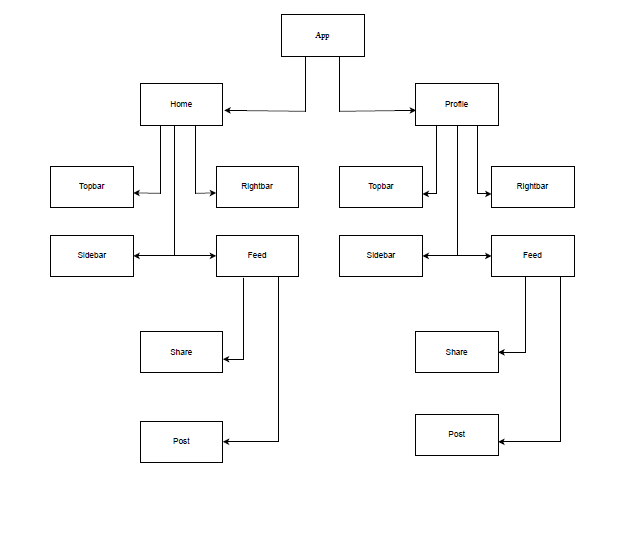 App
Home
Profile
Topbar
Rightbar
Topbar
Rightbar
Sidebar
Feed
Sidebar
Feed
Share
Share
Post
Post